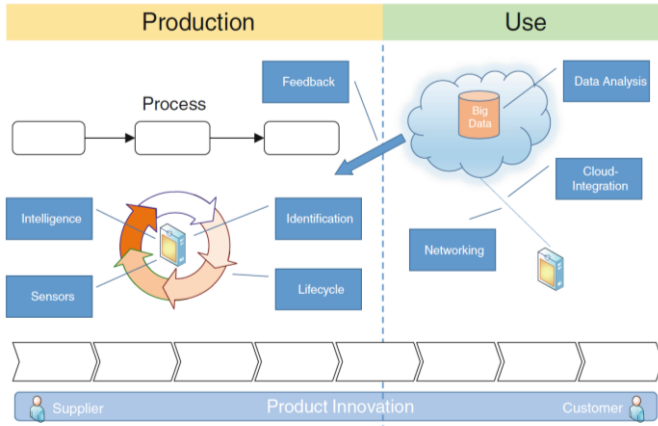 Production
Use
Feedback
Data Analysis
Big
Data
Process
Cloud-
Integration
Intelligence
Identification
Networking
Sensors
Lifecycle
Supplier
Product Innovation
Customer